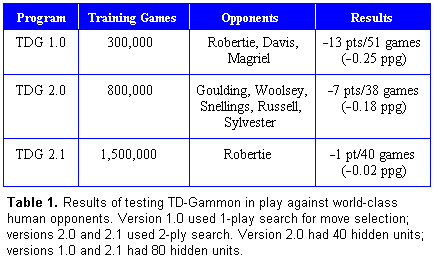 Program Training Games Opponents Results
TDG 1.0 300,000 Robertie, Davis, Magriel –13 pts/51 games (–0.25 ppg)
TDG 2.0 800,000 Goulding, Woolsey, Snellings, Russell, Sylvester –7 pts/38 games (–0.18 ppg)
TDG 2.1 1,500,000 Robertie –1 pt/40 games (–0.02 ppg)
Table 1. Results of testing TD-Gammon in play against world-class
human opponents. Version 1.0 used 1-play search for move selection;
versions 2.0 and 2.1 used 2-ply search. Version 2.0 had 40 hidden units;
versions 1.0 and 2.1 had 80 hidden units.